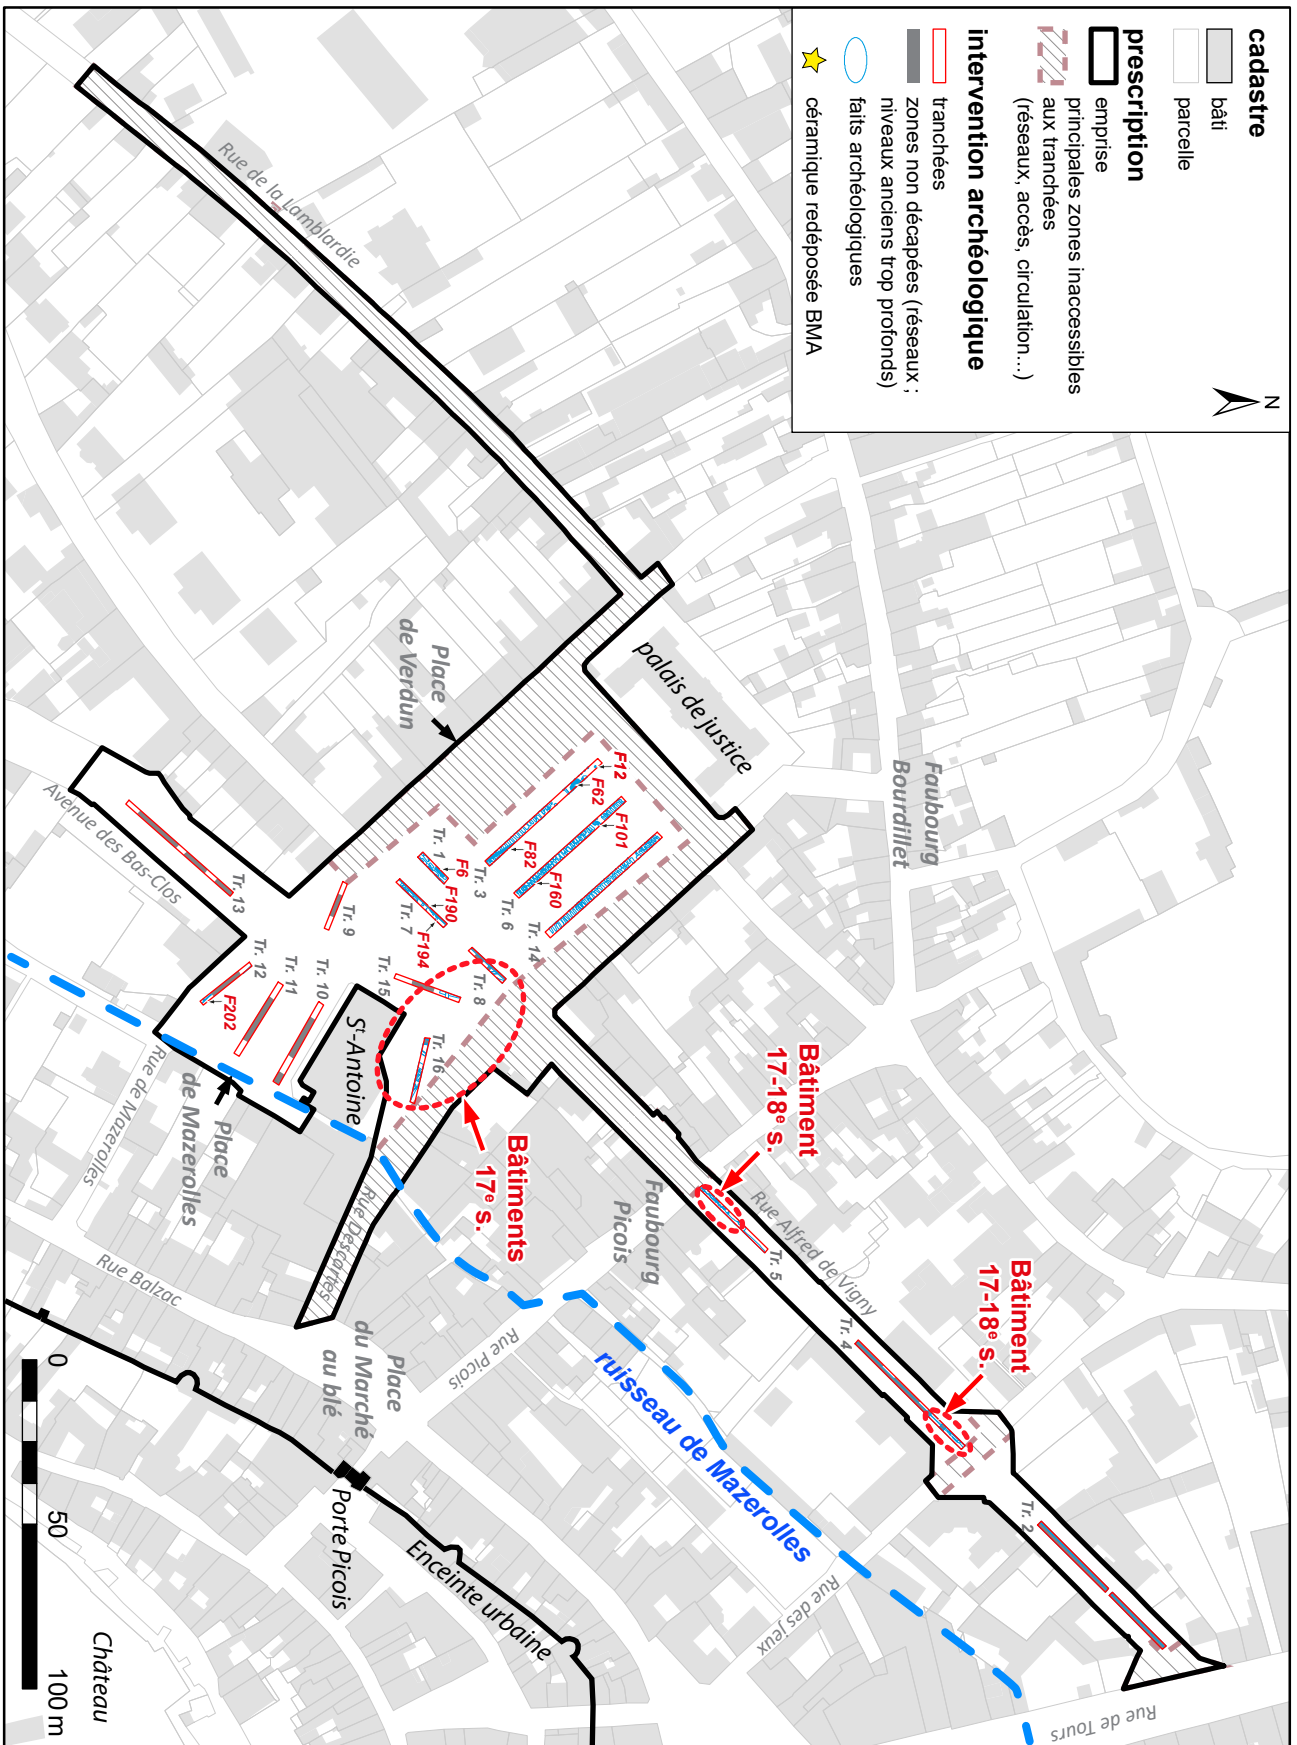 cadastre
bâti
parcelle
prescription
emprise
principales zones inaccessibles
aux tranchées
(réseaux, accès, circulation...)
intervention archéologique
tranchées
zones non décapées (réseaux ;
niveaux anciens trop profonds)
faits archéologiques
céramique redéposée BMA
N
Rue de la Lamblardie
palais de justice
Place
de Verdun
Faubourg
Bourdillet
F12
F62
F101
F82
F160
Tr. 1
F6
Tr. 3
F190
Tr. 7
F194
Tr. 6
Tr. 14
Tr. 8
Tr. 9
Tr. 13
Avenue des Bas-Clos
Tr. 12
Tr. 11
Tr. 10
Tr. 15
F202
Tr. 16
St-Antoine
Bâtiments
17e s.
Bâtiment
17-18e s.
Bâtiment
17-18e s.
Rue Alfred de Vigny
Tr. 5
Tr. 4
Tr. 2
Faubourg
Picois
Place
de Mazerolles
Rue de Mazerolles
Rue Descartes
Rue Balzac
Rue Picois
ruisseau de Mazerolles
Place
du Marché
au blé
Porte Picois
Enceinte urbaine
Rue des jeux
Rue de Tours
Château
0
50
100 m